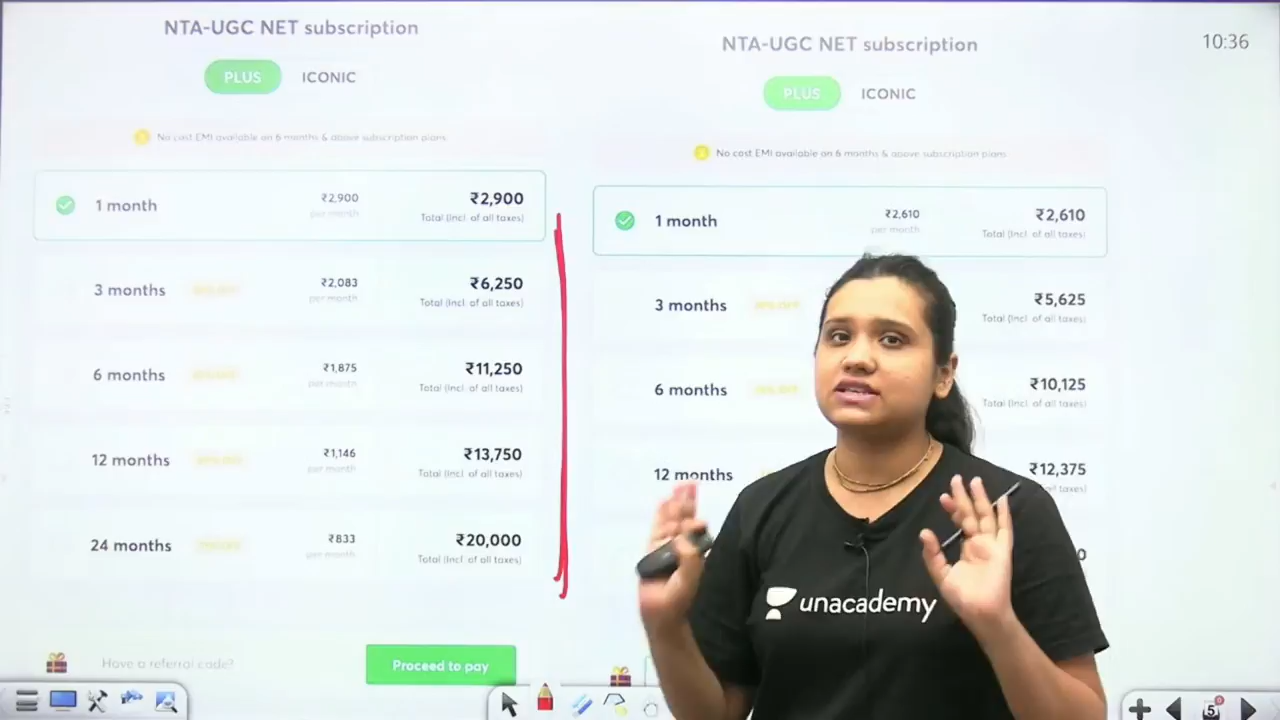 NTA-UGC NET subscription
PLUS
ICONIC
No cost EMI available on 6 months & above subscription plans
1 month
₹2,900
per month
₹2,900
Total (Incl. of all taxes)
3 months
₹2,083
per month
₹6,250
Total (Incl. of all taxes)
6 months
₹1,875
per month
₹11,250
Total (Incl. of all taxes)
12 months
₹1,146
per month
₹13,750
Total (Incl. of all taxes)
24 months
₹833
per month
₹20,000
Total (Incl. of all taxes)
Have a referral code?
Proceed to pay
NTA-UGC NET subscription
PLUS
ICONIC
No cost EMI available on 6 months & above subscription plans
1 month
₹2,610
per month
₹2,610
Total (Incl. of all taxes)
3 months
₹5,625
Total (Incl. of all taxes)
6 months
₹10,125
Total (Incl. of all taxes)
12 months
₹12,375
taxes)
0
10:36
unacademy
5